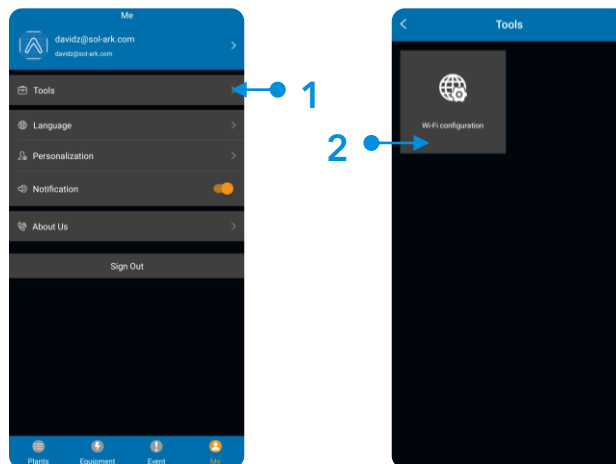 Me
davidz@sol-ark.com
davidz@sol-ark.com
Tools
Language
Personalization
Notification
About Us
Sign Out
Plants Equipment Event Me
1
Tools
Wi-Fi configuration
2